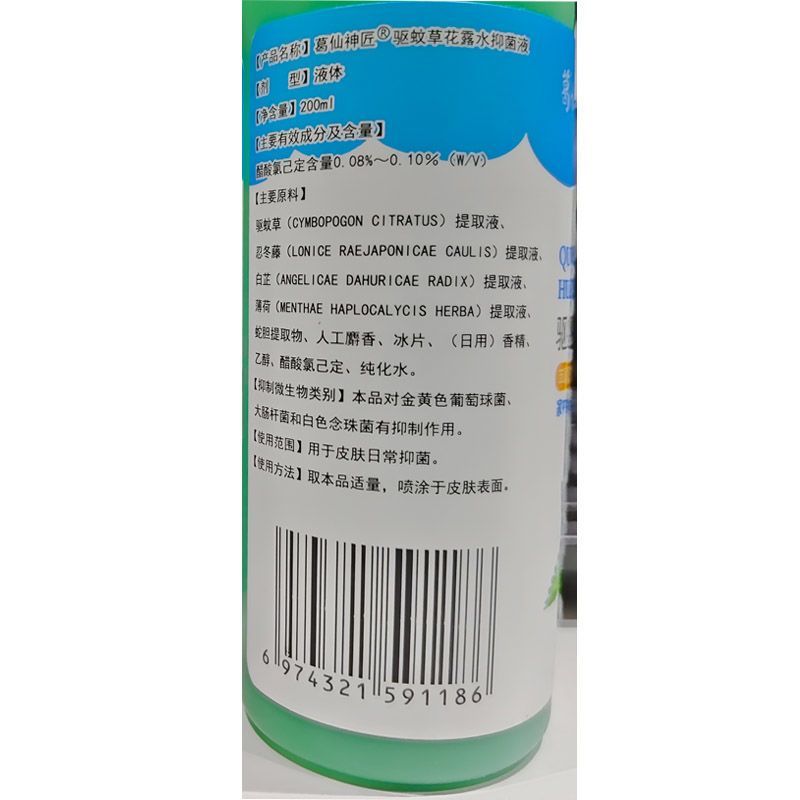 【产品名称】葛仙神匠®驱蚊草花露水抑菌液
【剂 型】液体
【净含量】200ml
【主要有效成分及含量】
醋酸氯己定含量0.08%～0.10%（W/V）
【主要原料】
驱蚊草（CYMBOPOGON CITRATUS）提取液、
忍冬藤（LONICE RAEJAPONICAE CAULIS）提取液、
白芷（ANGELICAE DAHURICAE RADIX）提取液、
薄荷（MENTHAE HAPLOCALYCIS HERBA）提取液、
蛇胆提取物、人工麝香、冰片、（日用）香精、
乙醇、醋酸氯己定、纯化水。
【抑制微生物类别】本品对金黄色葡萄球菌、
大肠杆菌和白色念珠菌有抑制作用。
【使用范围】用于皮肤日常抑菌。
【使用方法】取本品适量，喷涂于皮肤表面。
6 974321 591186